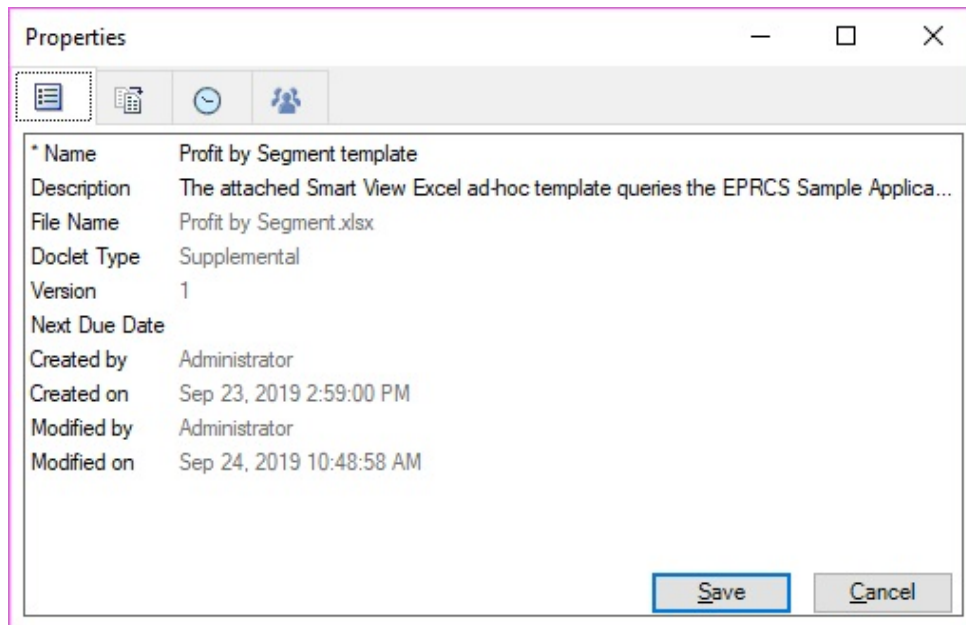 Properties
* Name Profit by Segment template
Description The attached Smart View Excel ad-hoc template queries the EPRCS Sample Applica...
File Name Profit by Segment.xlsx
Doclet Type Supplemental
Version 1
Next Due Date
Created by Administrator
Created on Sep 23, 2019 2:59:00 PM
Modified by Administrator
Modified on Sep 24, 2019 10:48:58 AM
Save Cancel